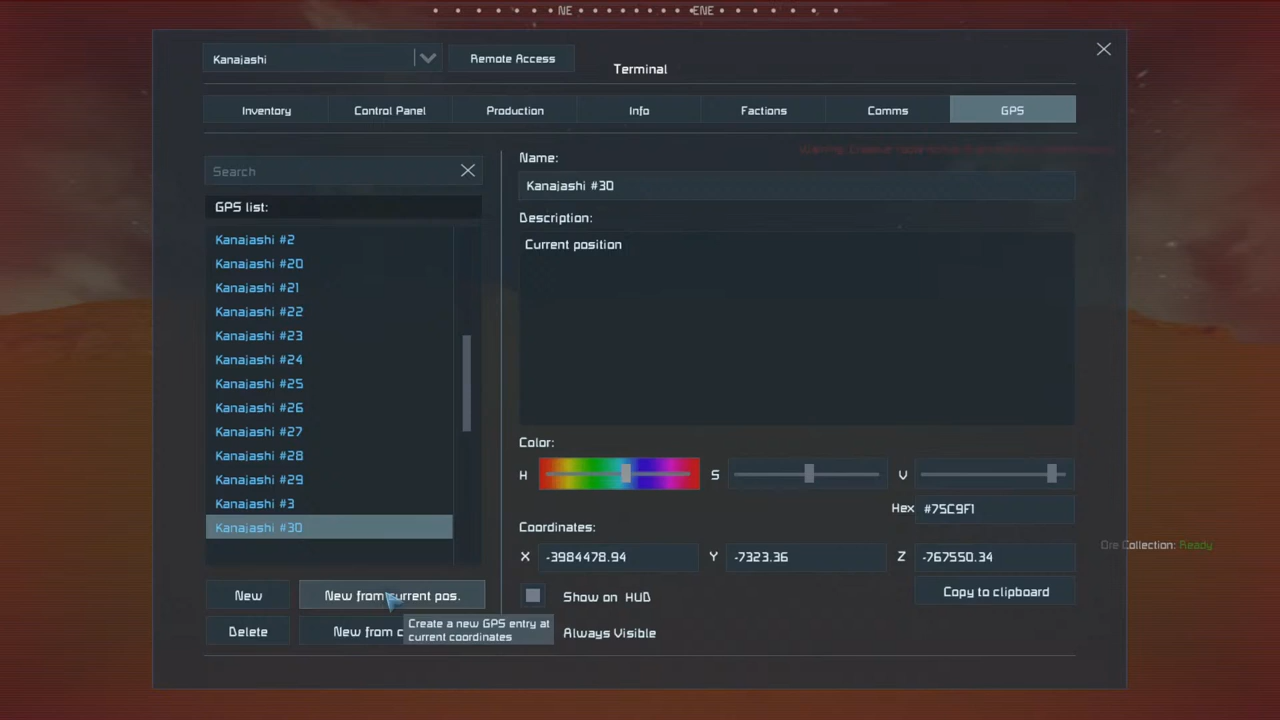 NE
ENE
Kanajashi
Remote Access
Terminal
Inventory
Control Panel
Production
Info
Factions
Comms
GPS
Search
GPS list:
Kanajashi #2
Kanajashi #20
Kanajashi #21
Kanajashi #22
Kanajashi #23
Kanajashi #24
Kanajashi #25
Kanajashi #26
Kanajashi #27
Kanajashi #28
Kanajashi #29
Kanajashi #3
Kanajashi #30
New
New from current pos.
Delete
New from c
Create a new GPS entry at
current coordinates
Name:
Kanajashi #30
Description:
Current position
Color:
H
S
V
Hex
#75C9F1
Coordinates:
X
-3984478.94
Y
-7323.36
Z
-767550.34
Show on HUD
Copy to clipboard
Always Visible
Ore Collection: Ready